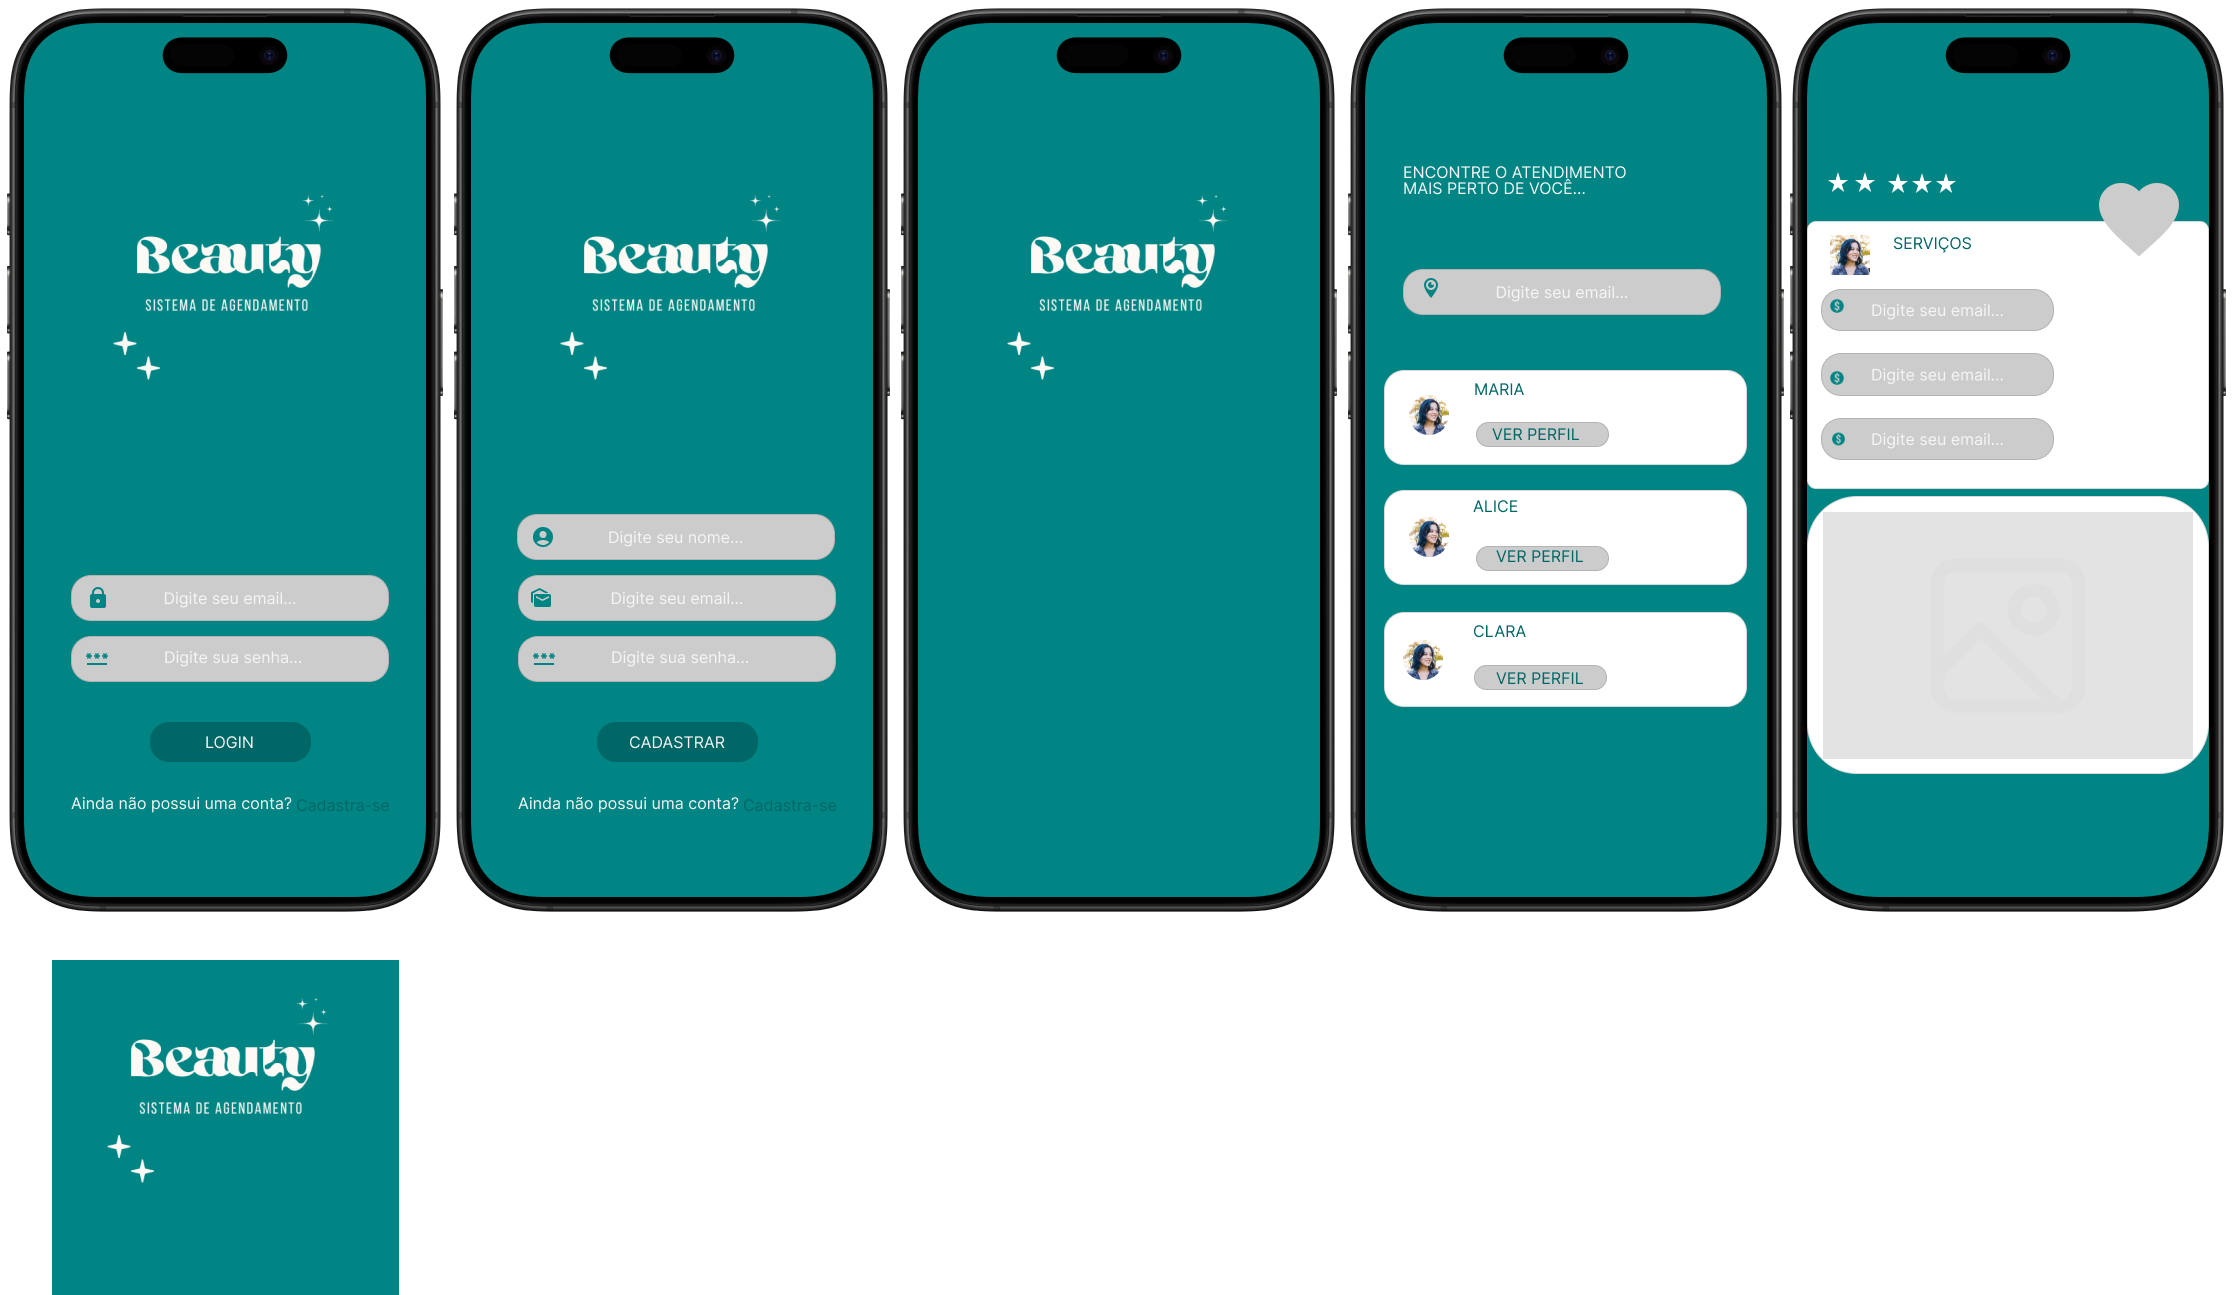 Beauty
SISTEMA DE AGENDAMENTO
Digite seu email...
Digite sua senha...
LOGIN
Ainda não possui uma conta? Cadastra-se
Beauty
SISTEMA DE AGENDAMENTO
Digite seu nome...
Digite seu email...
Digite sua senha...
CADASTRAR
Ainda não possui uma conta? Cadastra-se
Beauty
SISTEMA DE AGENDAMENTO
ENCONTRE O ATENDIMENTO
MAIS PERTO DE VOCÊ...
Digite seu email...
MARIA
VER PERFIL
ALICE
VER PERFIL
CLARA
VER PERFIL
SERVIÇOS
Digite seu email...
Digite seu email...
Digite seu email...
Beauty
SISTEMA DE AGENDAMENTO